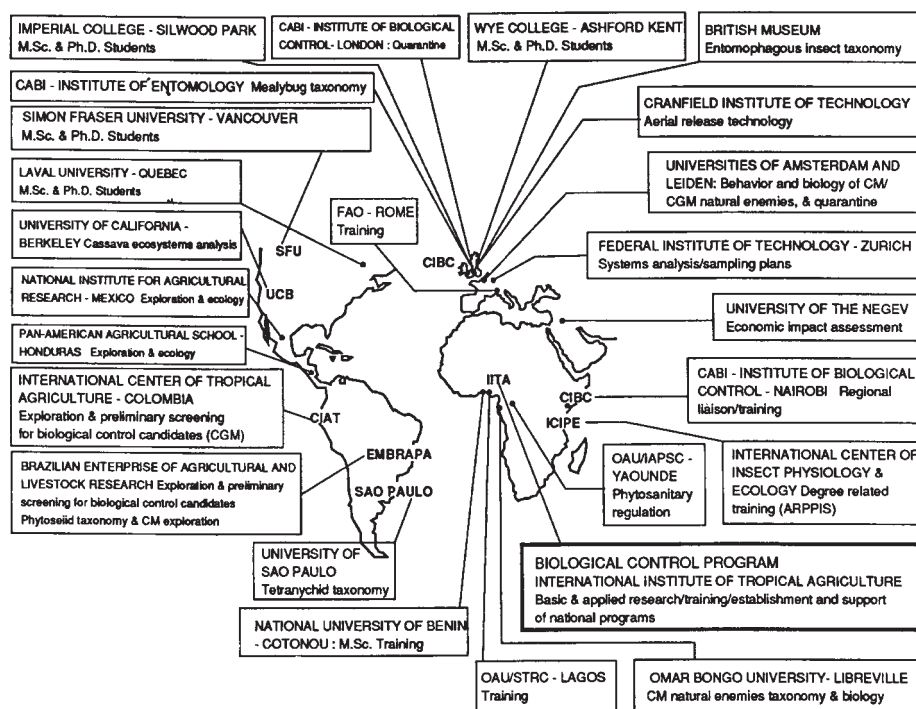 IMPERIAL COLLEGE - SILWOOD PARK
M.Sc. & Ph.D. Students
CABI - INSTITUTE OF BIOLOGICAL
CONTROL- LONDON : Quarantine
WYE COLLEGE - ASHFORD KENT
M.Sc. & Ph.D. Students
BRITISH MUSEUM
Entomophagous insect taxonomy
CABI - INSTITUTE OF ENTOMOLOGY Mealybug taxonomy
CRANFIELD INSTITUTE OF TECHNOLOGY
Aerial release technology
SIMON FRASER UNIVERSITY - VANCOUVER
M.Sc. & Ph.D. Students
LAVAL UNIVERSITY - QUEBEC
M.Sc. & Ph.D. Students
UNIVERSITIES OF AMSTERDAM AND
LEIDEN: Behavior and biology of CM/
CGM natural enemies, & quarantine
UNIVERSITY OF CALIFORNIA -
BERKELEY Cassava ecosystems analysis
FAO - ROME
Training
FEDERAL INSTITUTE OF TECHNOLOGY - ZURICH
Systems analysis/sampling plans
SFU
CIBC
NATIONAL INSTITUTE FOR AGRICULTURAL
RESEARCH - MEXICO Exploration & ecology
UCB
UNIVERSITY OF THE NEGEV
Economic impact assessment
PAN-AMERICAN AGRICULTURAL SCHOOL -
HONDURAS Exploration & ecology
INTERNATIONAL CENTER OF TROPICAL
AGRICULTURE - COLOMBIA
Exploration & preliminary screening
for biological control candidates (CGM)
CIAT
IITA
CIBC
ICIPE
CABI - INSTITUTE OF BIOLOGICAL
CONTROL - NAIROBI Regional
liaison/training
BRAZILIAN ENTERPRISE OF AGRICULTURAL AND
LIVESTOCK RESEARCH Exploration & preliminary
screening for biological control candidates
Phytoseiid taxonomy & CM exploration
EMBRAPA
SAO PAULO
OAU/IAPSC -
YAOUNDE
Phytosanitary
regulation
INTERNATIONAL CENTER OF
INSECT PHYSIOLOGY &
ECOLOGY Degree related
training (ARPPIS)
UNIVERSITY OF
SAO PAULO
Tetranychid taxonomy
BIOLOGICAL CONTROL PROGRAM
INTERNATIONAL INSTITUTE OF TROPICAL AGRICULTURE
Basic & applied research/training/establishment and support
of national programs
NATIONAL UNIVERSITY OF BENIN
- COTONOU : M.Sc. Training
OAU/STRC - LAGOS
Training
OMAR BONGO UNIVERSITY- LIBREVILLE
CM natural enemies taxonomy & biology